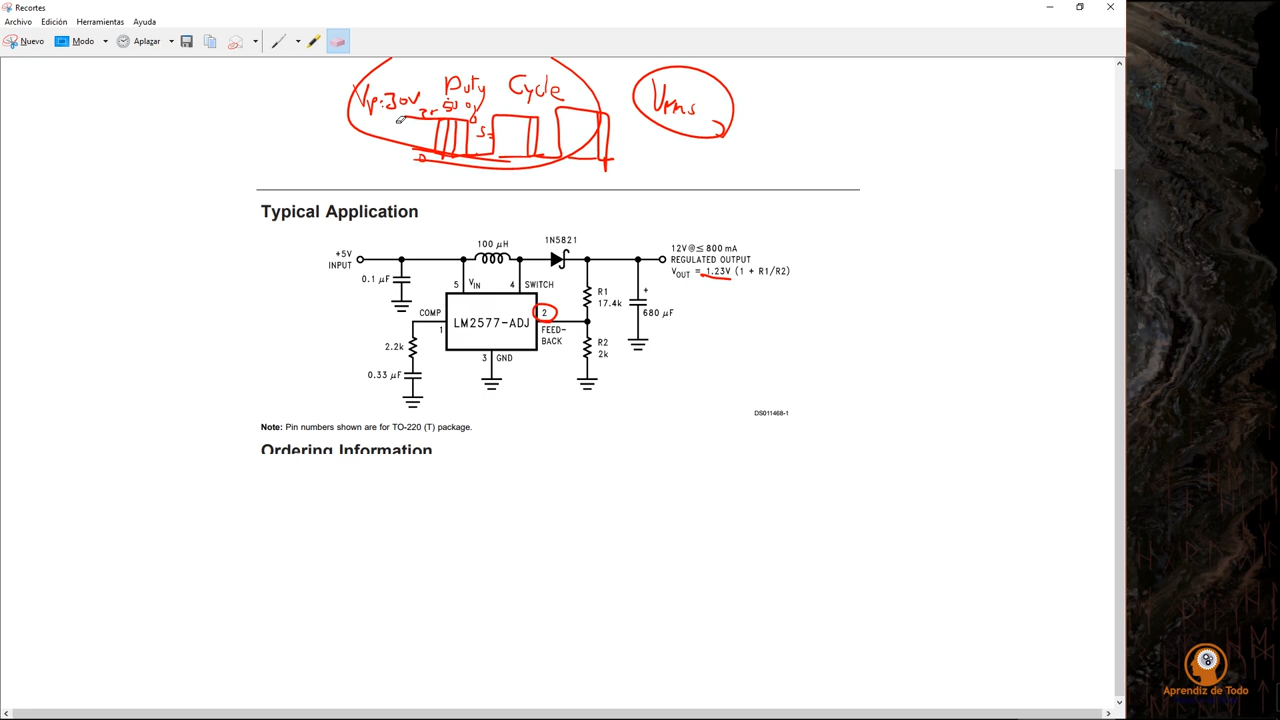 Recortes
Archivo Edición Herramientas Ayuda
Nuevo Modo Aplazar
Duty Cycle
Vp:30V
Vrms
Typical Application
+5V
INPUT
0.1 µF
100 µH
1N5821
12V@≤ 800 mA
REGULATED OUTPUT
VOUT = 1.23V (1 + R1/R2)
5 VIN 4 SWITCH
R1
17.4k
+
680 µF
COMP
1
LM2577-ADJ
2
FEED-
BACK
R2
2k
2.2k
3 GND
0.33 µF
DS011468-1
Note: Pin numbers shown are for TO-220 (T) package.
Ordering Information
Aprendiz de Todo